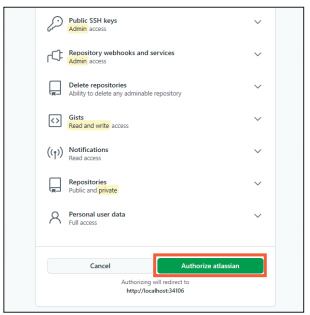 Public SSH keys
Admin access
Repository webhooks and services
Admin access
Delete repositories
Ability to delete any adminable repository
Gists
Read and write access
Notifications
Read access
Repositories
Public and private
Personal user data
Full access
Cancel
Authorize atlassian
Authorizing will redirect to
http://localhost:34106